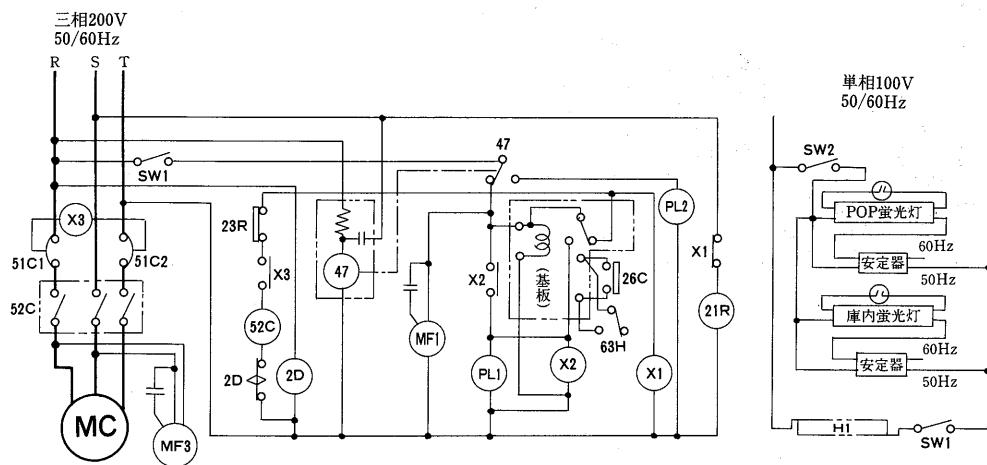 三相200V
50/60Hz
R S T
単相100V
50/60Hz
47
SW1
SW2
X3
23R
PL2
POP蛍光灯
51C1
51C2
X3
47
X2
(基板)
26C
X1
60Hz
安定器
50Hz
52C
52C
MF1
63H
21R
庫内蛍光灯
2D
2D
PL1
X2
X1
60Hz
安定器
50Hz
MC
MF3
H1
SW1